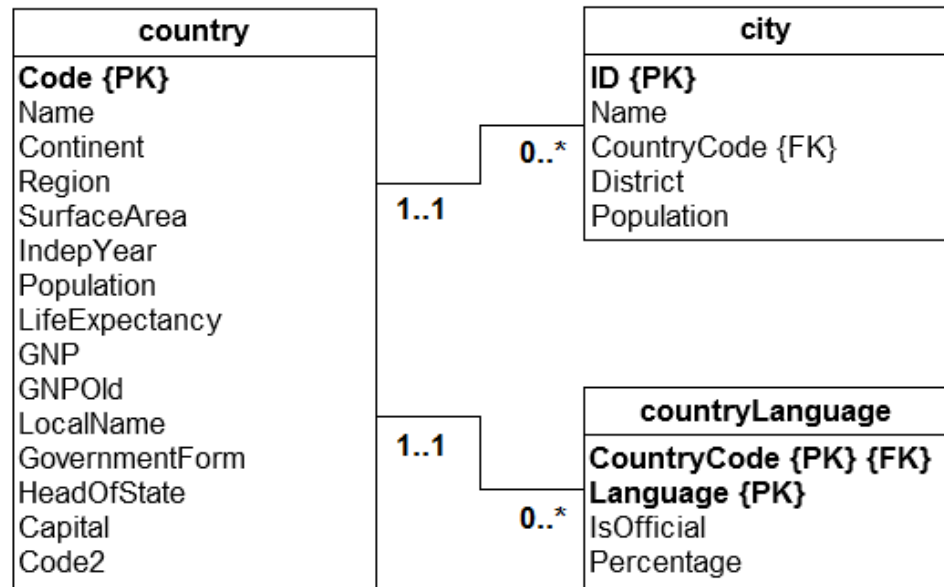 country
Code {PK}
Name
Continent
Region
SurfaceArea
IndepYear
Population
LifeExpectancy
GNP
GNPOld
LocalName
GovernmentForm
HeadOfState
Capital
Code2
1..1
0..*
city
ID {PK}
Name
CountryCode {FK}
District
Population
1..1
0..*
countryLanguage
CountryCode {PK} {FK}
Language {PK}
IsOfficial
Percentage